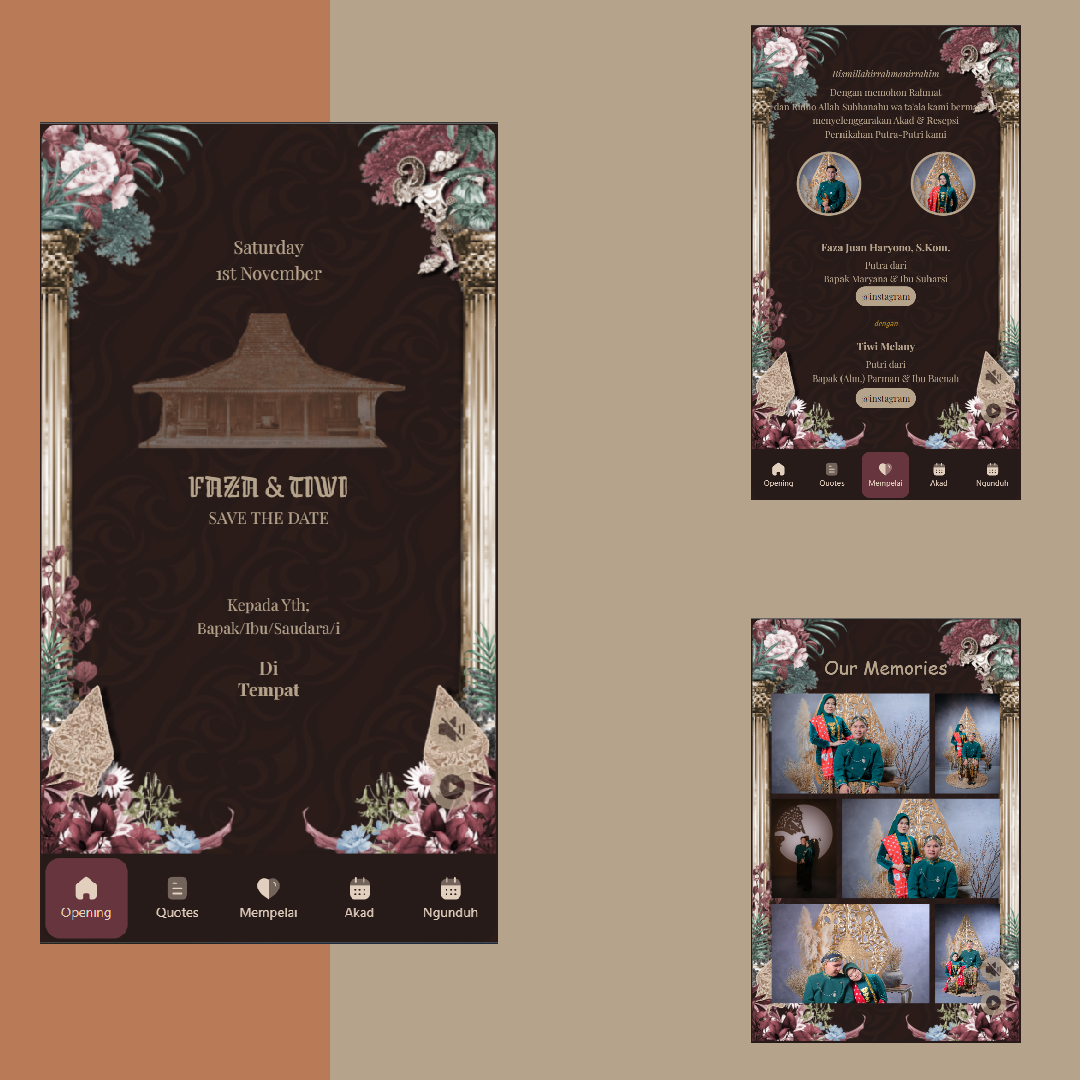 Saturday
1st November
FAZA & TIWI
SAVE THE DATE
Kepada Yth;
Bapak/Ibu/Saudara/i
Di
Tempat
Opening
Quotes
Mempelai
Akad
Ngunduh
Bismillahirrahmanirrahim
Dengan memohon Rahmat
dan Ridho Allah Subhanahu wa ta'ala kami
menyelenggarakan Akad & Resepsi
Pernikahan Putra-Putri kami
Faza Juan Haryono, S.Kom.
Putra dari
Bapak Maryana & Ibu Suharsi
@instagram
dengan
Tiwi Melany
Putri dari
Bapak (Alm.) Parman & Ibu Baenah
@instagram
Opening
Quotes
Mempelai
Akad
Ngunduh
Our Memories